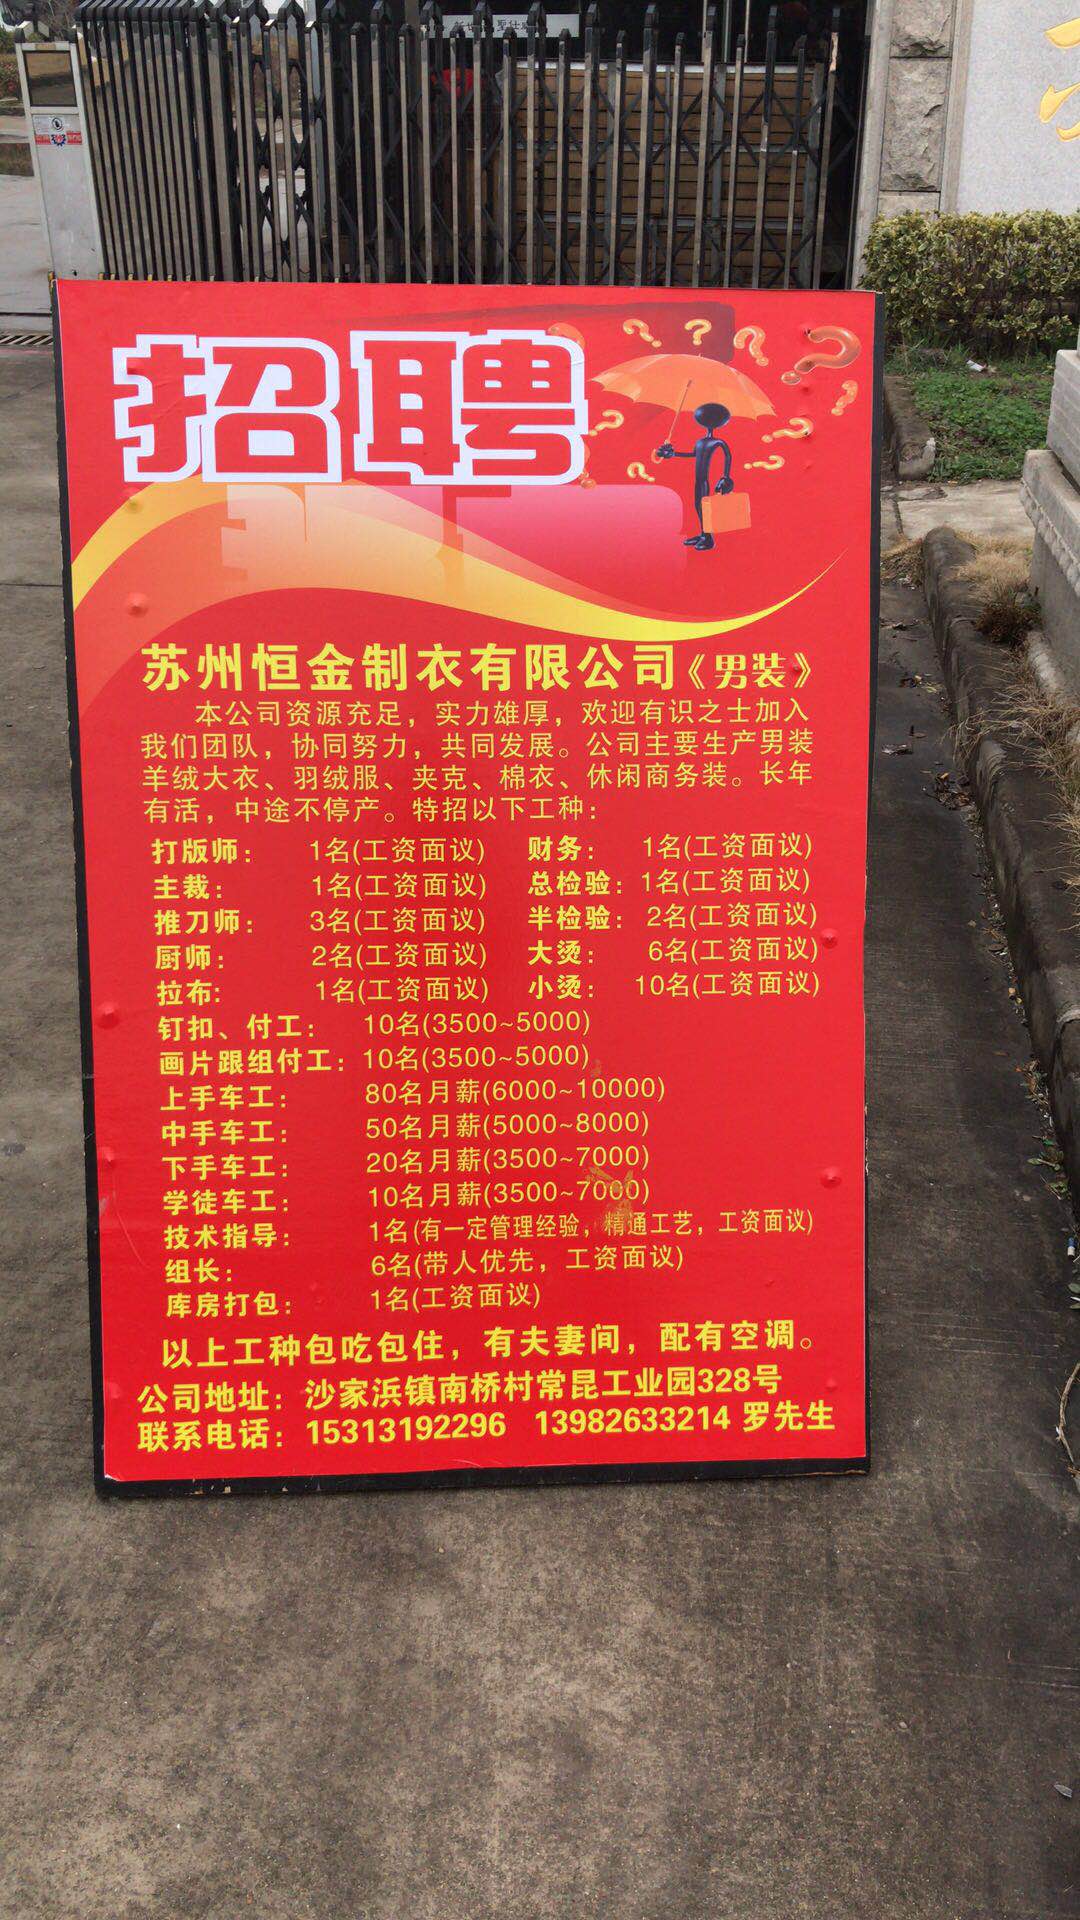 招聘
苏州恒金制衣有限公司《男装》
本公司资源充足，实力雄厚，欢迎有识之士加入
我们团队，协同努力，共同发展。公司主要生产男装
羊绒大衣、羽绒服、夹克、棉衣、休闲商务装。长年
有活，中途不停产。特招以下工种：
打版师： 1名(工资面议) 财务： 1名(工资面议)
主裁： 1名(工资面议) 总检验：1名(工资面议)
推刀师： 3名(工资面议) 半检验：2名(工资面议)
厨师： 2名(工资面议) 大烫： 6名(工资面议)
拉布: 1名(工资面议) 小烫： 10名(工资面议)
钉扣、付工： 10名(3500~5000)
画片跟组付工：10名(3500~5000)
上手车工： 80名月薪(6000~10000)
中手车工： 50名月薪(5000~8000)
下手车工： 20名月薪(3500~7000)
学徒车工： 10名月薪(3500~7000)
技术指导： 1名(有一定管理经验，精通工艺，工资面议)
组长： 6名(带人优先，工资面议)
库房打包： 1名(工资面议)
以上工种包吃包住，有夫妻间，配有空调。
公司地址：沙家浜镇南桥村常昆工业园328号
联系电话：15313192296 13982633214 罗先生